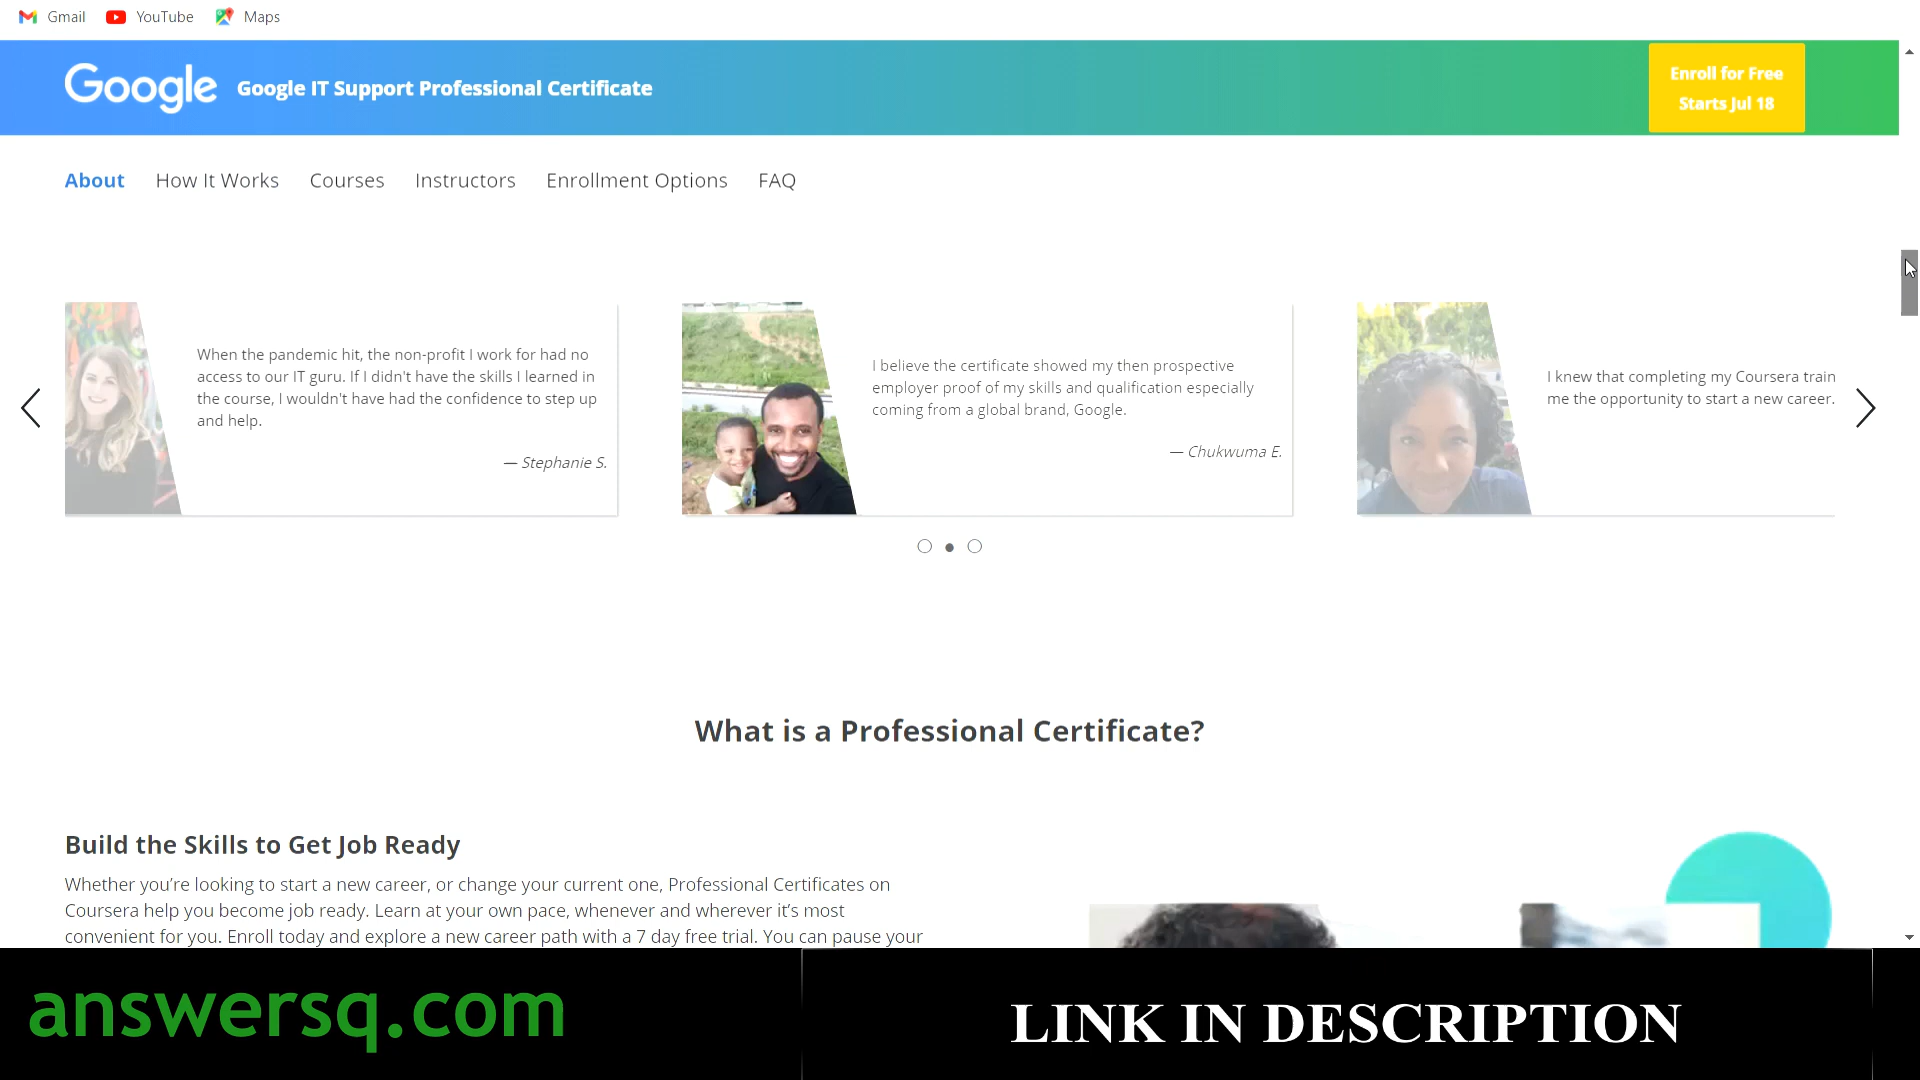 Gmail YouTube Maps
Google Google IT Support Professional Certificate
Enroll for Free
Starts Jul 18
About How It Works Courses Instructors Enrollment Options FAQ
When the pandemic hit, the non-profit I work for had no
access to our IT guru. If I didn't have the skills I learned in
the course, I wouldn't have had the confidence to step up
and help.
— Stephanie S.
I believe the certificate showed my then prospective
employer proof of my skills and qualification especially
coming from a global brand, Google.
— Chukwuma E.
I knew that completing my Coursera train
me the opportunity to start a new career.
What is a Professional Certificate?
Build the Skills to Get Job Ready
Whether you’re looking to start a new career, or change your current one, Professional Certificates on
Coursera help you become job ready. Learn at your own pace, whenever and wherever it’s most
convenient for you. Enroll today and explore a new career path with a 7 day free trial. You can pause your
answersq.com
LINK IN DESCRIPTION